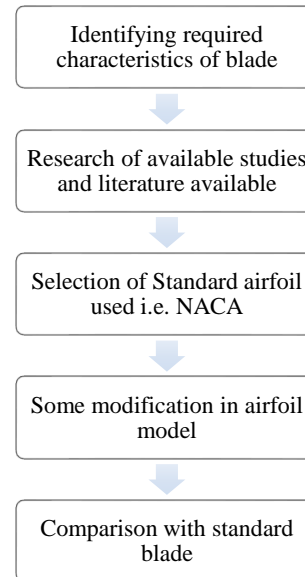 Identifying required
characteristics of blade
Research of available studies
and literature available
Selection of Standard airfoil
used i.e. NACA
Some modification in airfoil
model
Comparison with standard
blade